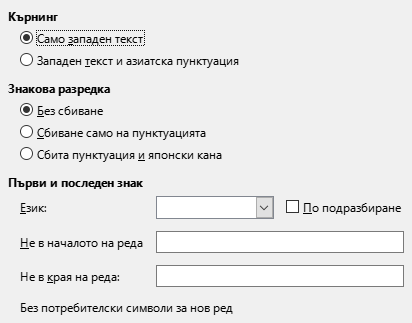 Кърнинг
Само западен текст
Западен текст и азиатска пунктуация
Знакова разредка
Без сбиване
Сбиване само на пунктуацията
Сбита пунктуация и японски кана
Първи и последен знак
Език:
По подразбиране
Не в началото на реда
Не в края на реда:
Без потребителски символи за нов ред